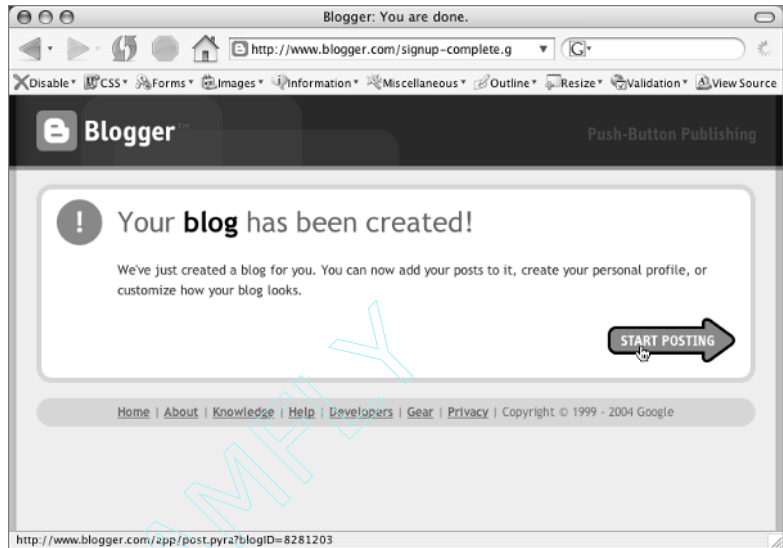 Blogger: You are done.
http://www.blogger.com/signup-complete.g
G
Disable CSS Forms Images Information Miscellaneous Outline Resize Validation View Source
Blogger™
Push-Button Publishing
! Your blog has been created!
We've just created a blog for you. You can now add your posts to it, create your personal profile, or
customize how your blog looks.
START POSTING
Home | About | Knowledge | Help | Developers | Gear | Privacy | Copyright © 1999 - 2004 Google
AMFLY
http://www.blogger.com/app/post.pyra?blogID=8281203